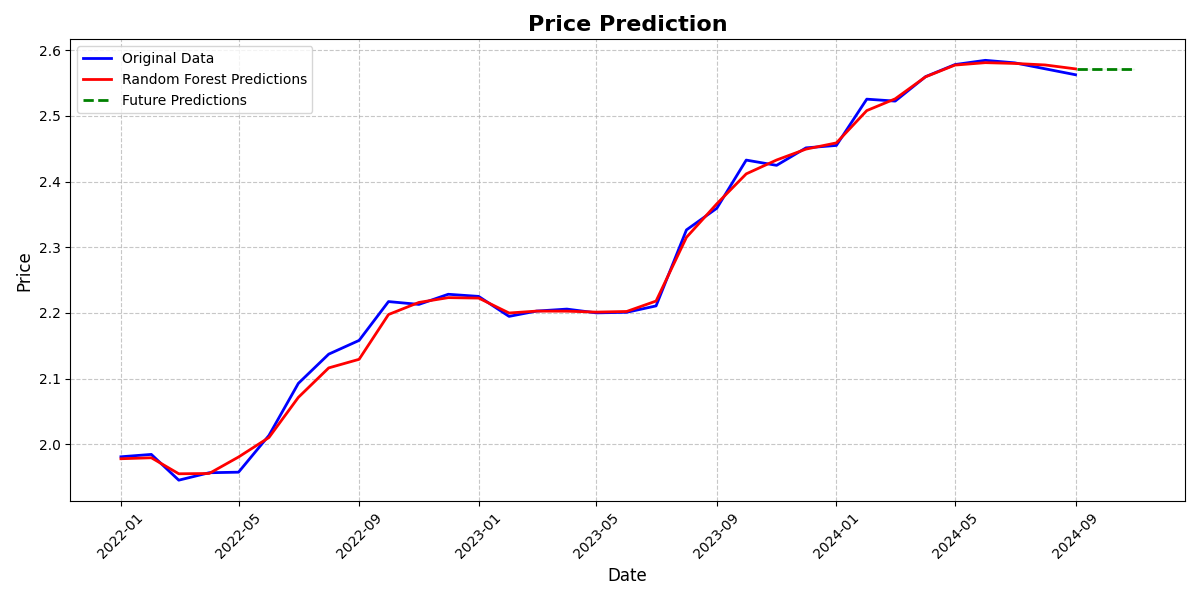 Price Prediction
Original Data
Random Forest Predictions
Future Predictions
Price
2.6
2.5
2.4
2.3
2.2
2.1
2.0
2022-01
2022-05
2022-09
2023-01
2023-05
2023-09
2024-01
2024-05
2024-09
Date